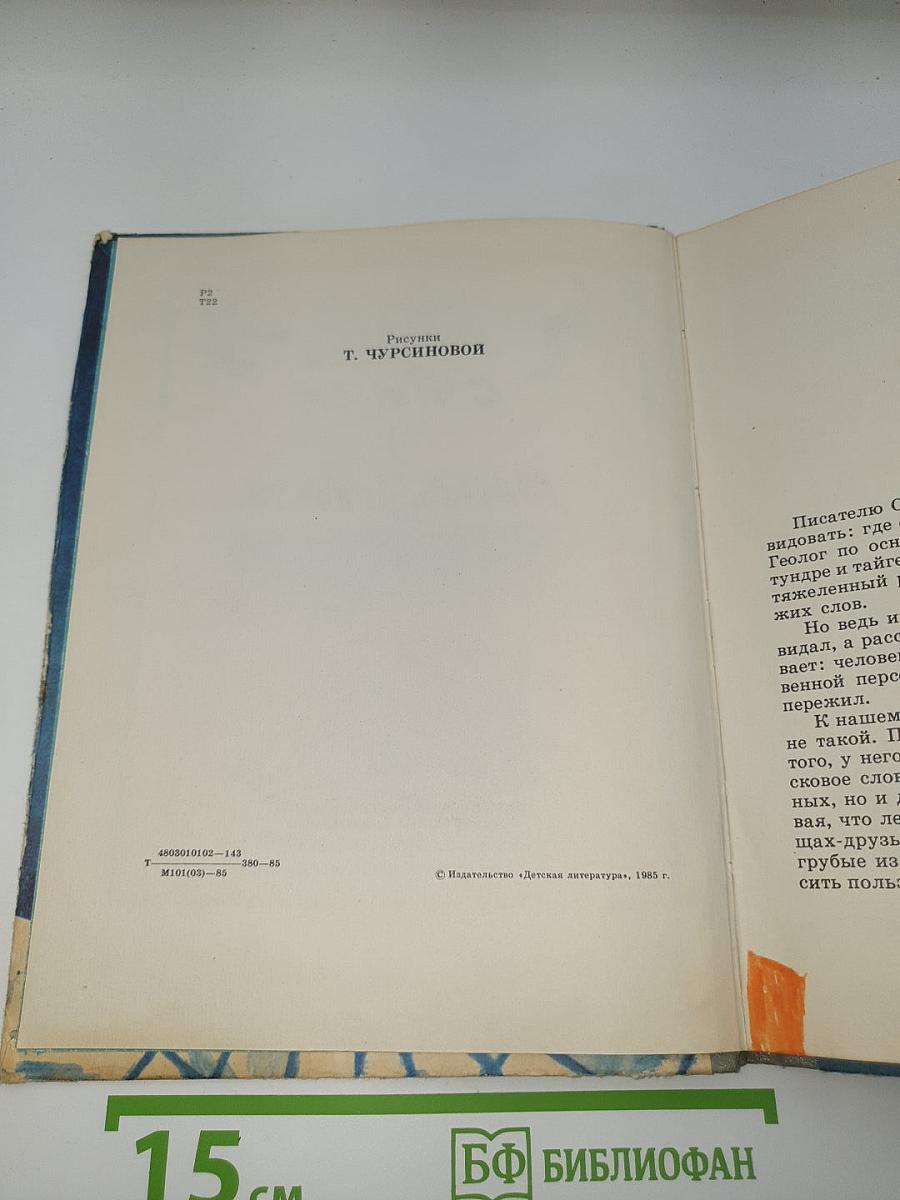 Р2
Т22
Рисунки
Т. ЧУРСИНОВОЙ
4803010102—143
Т————380—85
М101(03)—85
© Издательство «Детская литература», 1985 г.
Писателю С
видовать: где
Геолог по осн
тундре и тайге
тяжеленный р
жих слов.
Но ведь и
видал, а расс
вает: человек
венной персо
пережил.
К нашем
не такой. П
того, у него
сковое слов
ных, но и д
вая, что ле
щах-друзь
грубые из
сить польз
15 см
БФ БИБЛИОФАН